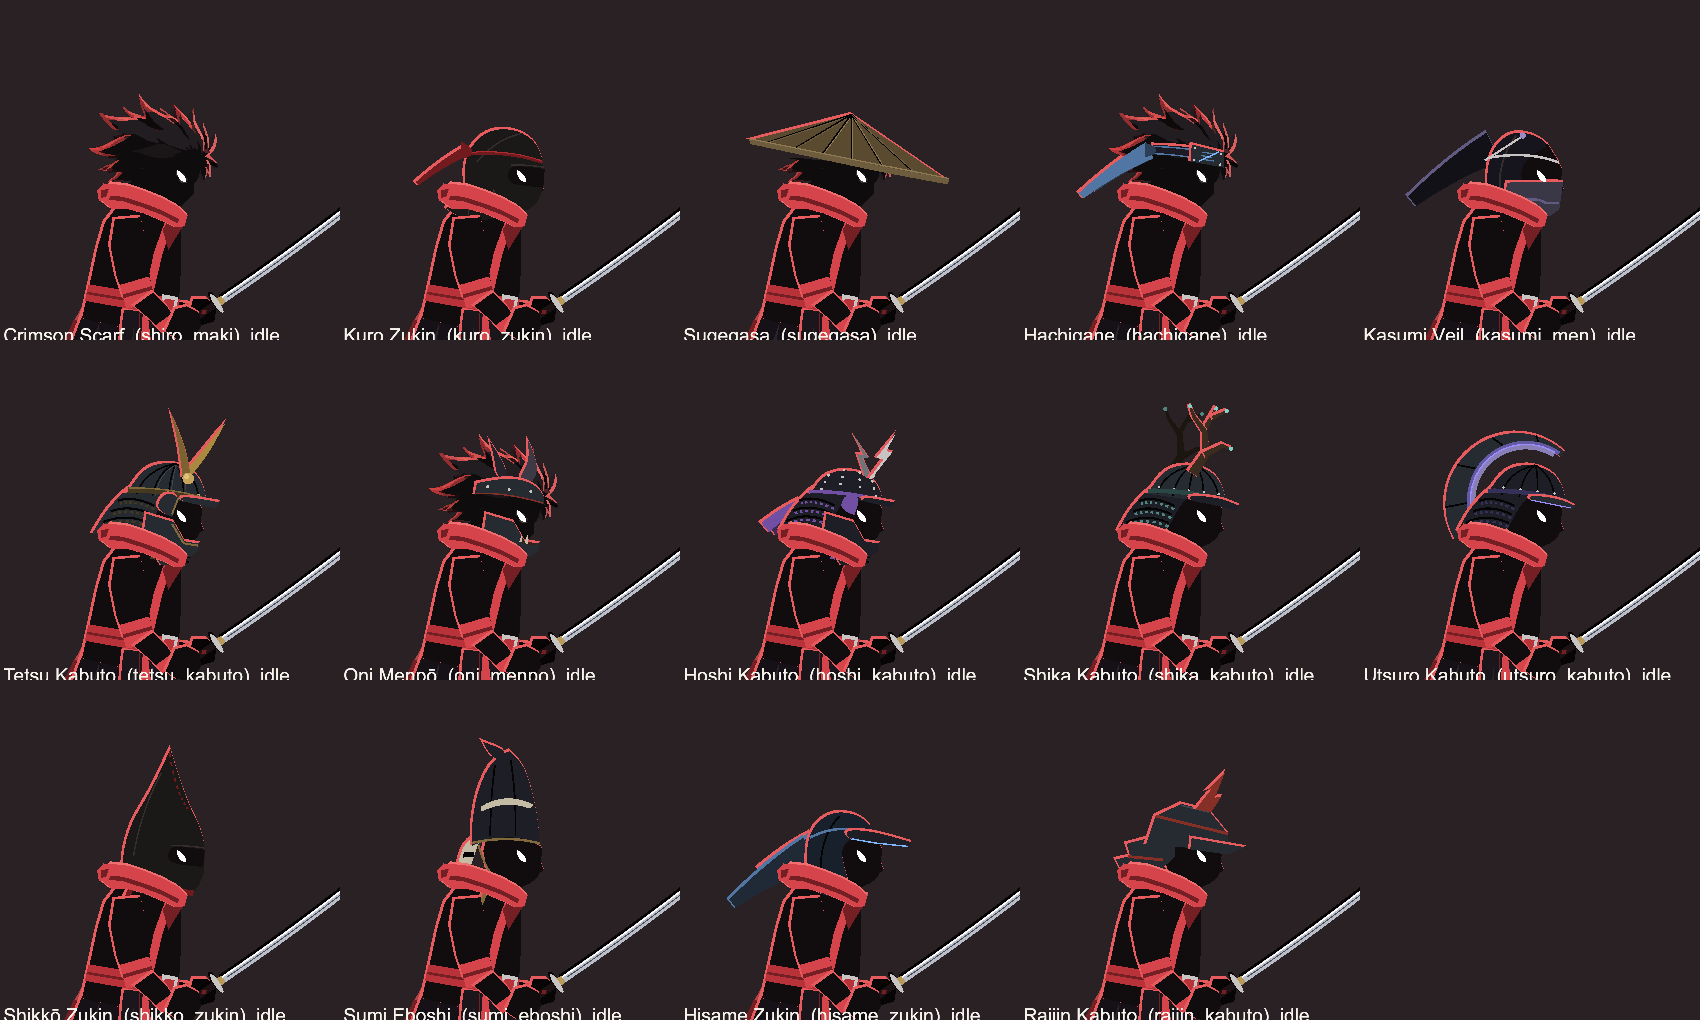 Crimson Scarf (shiro_maki) idle
Kuro Zukin (kuro_zukin) idle
Sugegasa (sugegasa) idle
Hachigane (hachigane) idle
Kasumi Veil (kasumi_men) idle
Tetsu Kabuto (tetsu_kabuto) idle
Oni Menpō (oni_menpo) idle
Hoshi Kabuto (hoshi_kabuto) idle
Shika Kabuto (shika_kabuto) idle
Utsuro Kabuto (utsuro_kabuto) idle
Shikkō Zukin (shikko_zukin) idle
Sumi Eboshi (sumi_eboshi) idle
Hisame Zukin (hisame_zukin) idle
Raijin Kabuto (raijin_kabuto) idle